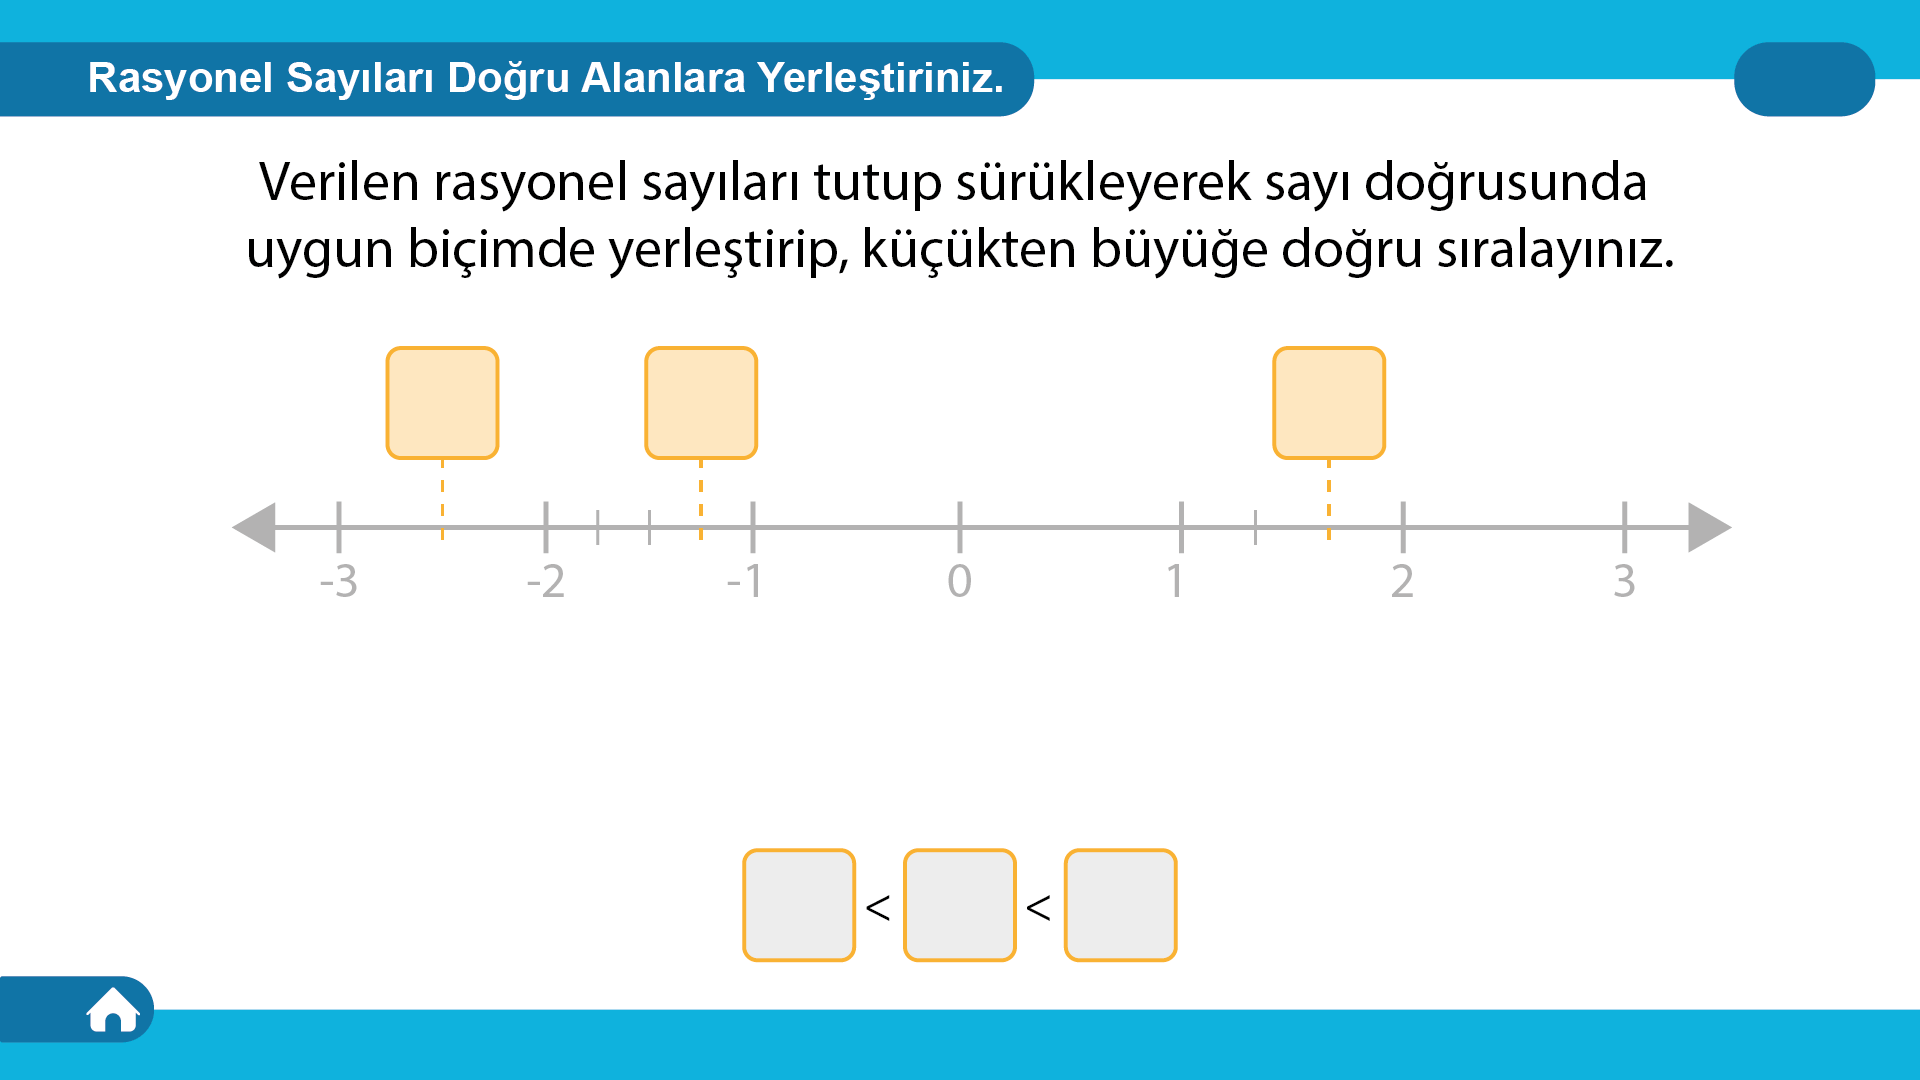 Rasyonel Sayıları Doğru Alanlara Yerleştiriniz.
Verilen rasyonel sayıları tutup sürükleyerek sayı doğrusunda
uygun biçimde yerleştirip, küçükten büyüğe doğru sıralayınız.
-3 -2 -1 0 1 2 3
< <